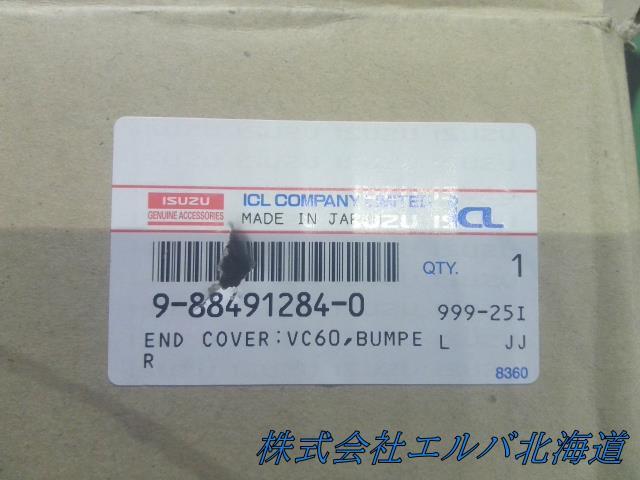 ISUZU
GENUINE ACCESSORIES
ICL COMPANY LIMITED
MADE IN JAPAN
ICL
QTY. 1
9-88491284-0
999-25I
END COVER:VC60,BUMPE L JJ
R
8360
株式会社エルバ北海道